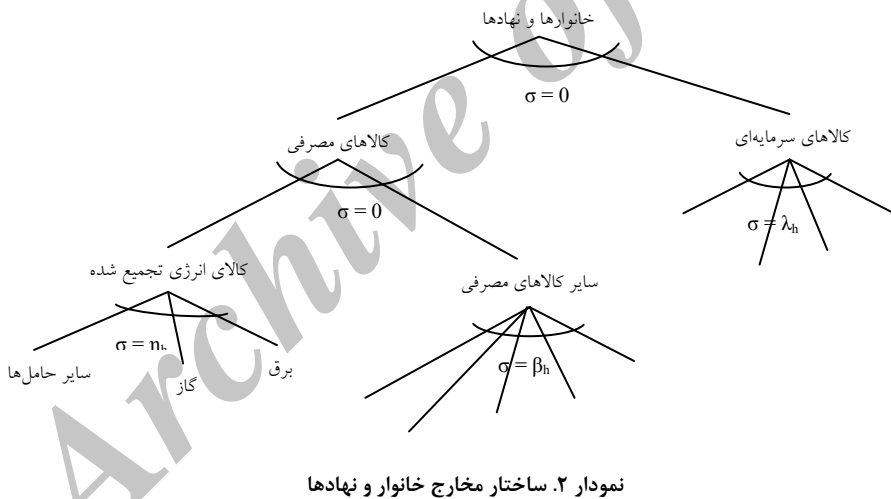 خانوارها و نهادها
σ = 0
کالاهای مصرفی
کالاهای سرمایه‌ای
σ = 0
σ = λh
کالای انرژی تجمیع شده
سایر کالاهای مصرفی
σ = ηh
σ = βh
برق
گاز
سایر حامل‌ها
نمودار ۲. ساختار مخارج خانوار و نهادها
Archive of